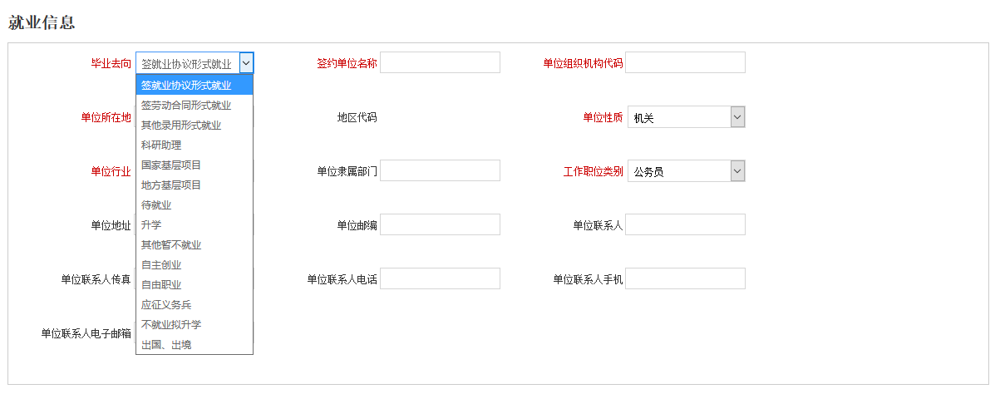 就业信息
毕业去向 签就业协议形式就业 签约单位名称 单位组织机构代码
签就业协议形式就业
签劳动合同形式就业
其他录用形式就业
科研助理
国家基层项目
地方基层项目
待就业
升学
其他暂不就业
自主创业
自由职业
应征义务兵
不就业拟升学
出国、出境
单位所在地 地区代码 单位性质 机关
单位行业 单位隶属部门 工作职位类别 公务员
单位地址 单位邮编 单位联系人
单位联系人传真 单位联系人电话 单位联系人手机
单位联系人电子邮箱